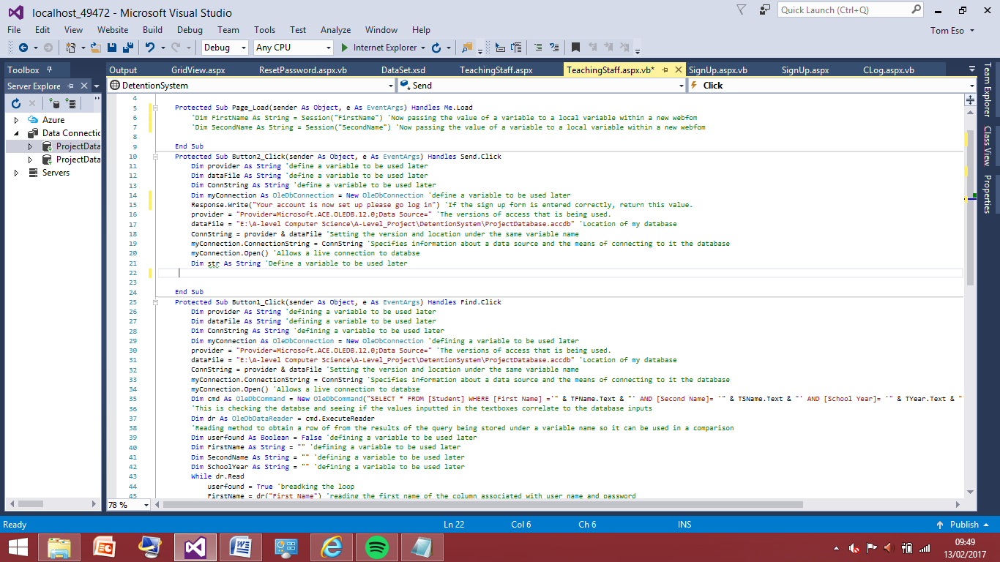 localhost_49472 - Microsoft Visual Studio
Quick Launch (Ctrl+Q)
File Edit View Website Build Debug Team Tools Test Analyze Window Help
Tom Eso
Debug Any CPU Internet Explorer
Toolbox
Output GridView.aspx ResetPassword.aspx.vb DataSet.xsd TeachingStaff.aspx TeachingStaff.aspx.vb* SignUp.aspx.vb SignUp.aspx CLog.aspx.vb
Server Explore
DetentionSystem Send Click
Azure
Data Connectic
ProjectData
ProjectData
Servers
Team Explorer
Class View
Properties
4
5 Protected Sub Page_Load(sender As Object, e As EventArgs) Handles Me.Load
6 'Dim FirstName As String = Session("FirstName") 'Now passing the value of a variable to a local variable within a new webfom
7 'Dim SecondName As String = Session("SecondName") 'Now passing the value of a variable to a local variable within a new webfom
8
9 End Sub
10 Protected Sub Button2_Click(sender As Object, e As EventArgs) Handles Send.Click
11 Dim provider As String 'define a variable to be used later
12 Dim dataFile As String 'define a variable to be used later
13 Dim ConnString As String 'define a variable to be used later
14 Dim myConnection As OleDbConnection = New OleDbConnection 'define a variable to be used later
15 Response.Write("Your account is now set up please go log in") 'If the sign up form is entered correctly, return this value.
16 provider = "Provider=Microsoft.ACE.OLEDB.12.0;Data Source=" 'The versions of access that is being used.
17 dataFile = "E:\A-level Computer Science\A-Level_Project\DetentionSystem\ProjectDatabase.accdb" 'Location of my database
18 ConnString = provider & dataFile 'Setting the version and location under the same variable name
19 myConnection.ConnectionString = ConnString 'Specifies information about a data source and the means of connecting to it the database
20 myConnection.Open() 'Allows a live connection to databse
21 Dim str As String 'Define a variable to be used later
22
23
24 End Sub
25 Protected Sub Button1_Click(sender As Object, e As EventArgs) Handles Find.Click
26 Dim provider As String 'defining a variable to be used later
27 Dim dataFile As String 'defining a variable to be used later
28 Dim ConnString As String 'defining a variable to be used later
29 Dim myConnection As OleDbConnection = New OleDbConnection 'defining a variable to be used later
30 provider = "Provider=Microsoft.ACE.OLEDB.12.0;Data Source=" 'The versions of access that is being used.
31 dataFile = "E:\A-level Computer Science\A-Level_Project\DetentionSystem\ProjectDatabase.accdb" 'Location of my database
32 ConnString = provider & dataFile 'Setting the version and location under the same variable name
33 myConnection.ConnectionString = ConnString 'Specifies information about a data source and the means of connecting to it the database
34 myConnection.Open() 'Allows a live connection to databse
35 Dim cmd As OleDbCommand = New OleDbCommand("SELECT * FROM [Student] WHERE [First Name] ='" & TFName.Text & "' AND [Second Name]= '" & TSName.Text & "' AND [School Year]= '" & TYear.Text & "'
36 'This is checking the databse and seeing if the values inputted in the textboxes correlate to the database inputs
37 Dim dr As OleDbDataReader = cmd.ExecuteReader
38 'Reading method to obtain a row of from the results of the query being stored under a variable name so it can be used in a comparison
39 Dim userfound As Boolean = False 'defining a variable to be used later
40 Dim FirstName As String = "" 'defining a variable to be used later
41 Dim SecondName As String = "" 'defining a variable to be used later
42 Dim SchoolYear As String = "" 'defining a variable to be used later
43 While dr.Read
44 userfound = True 'breadking the loop
45 FirstName = dr("First Name") 'reading the first name of the column associated with user name and password
78 %
Ready Ln 22 Col 6 Ch 6 INS Publish
09:49
13/02/2017